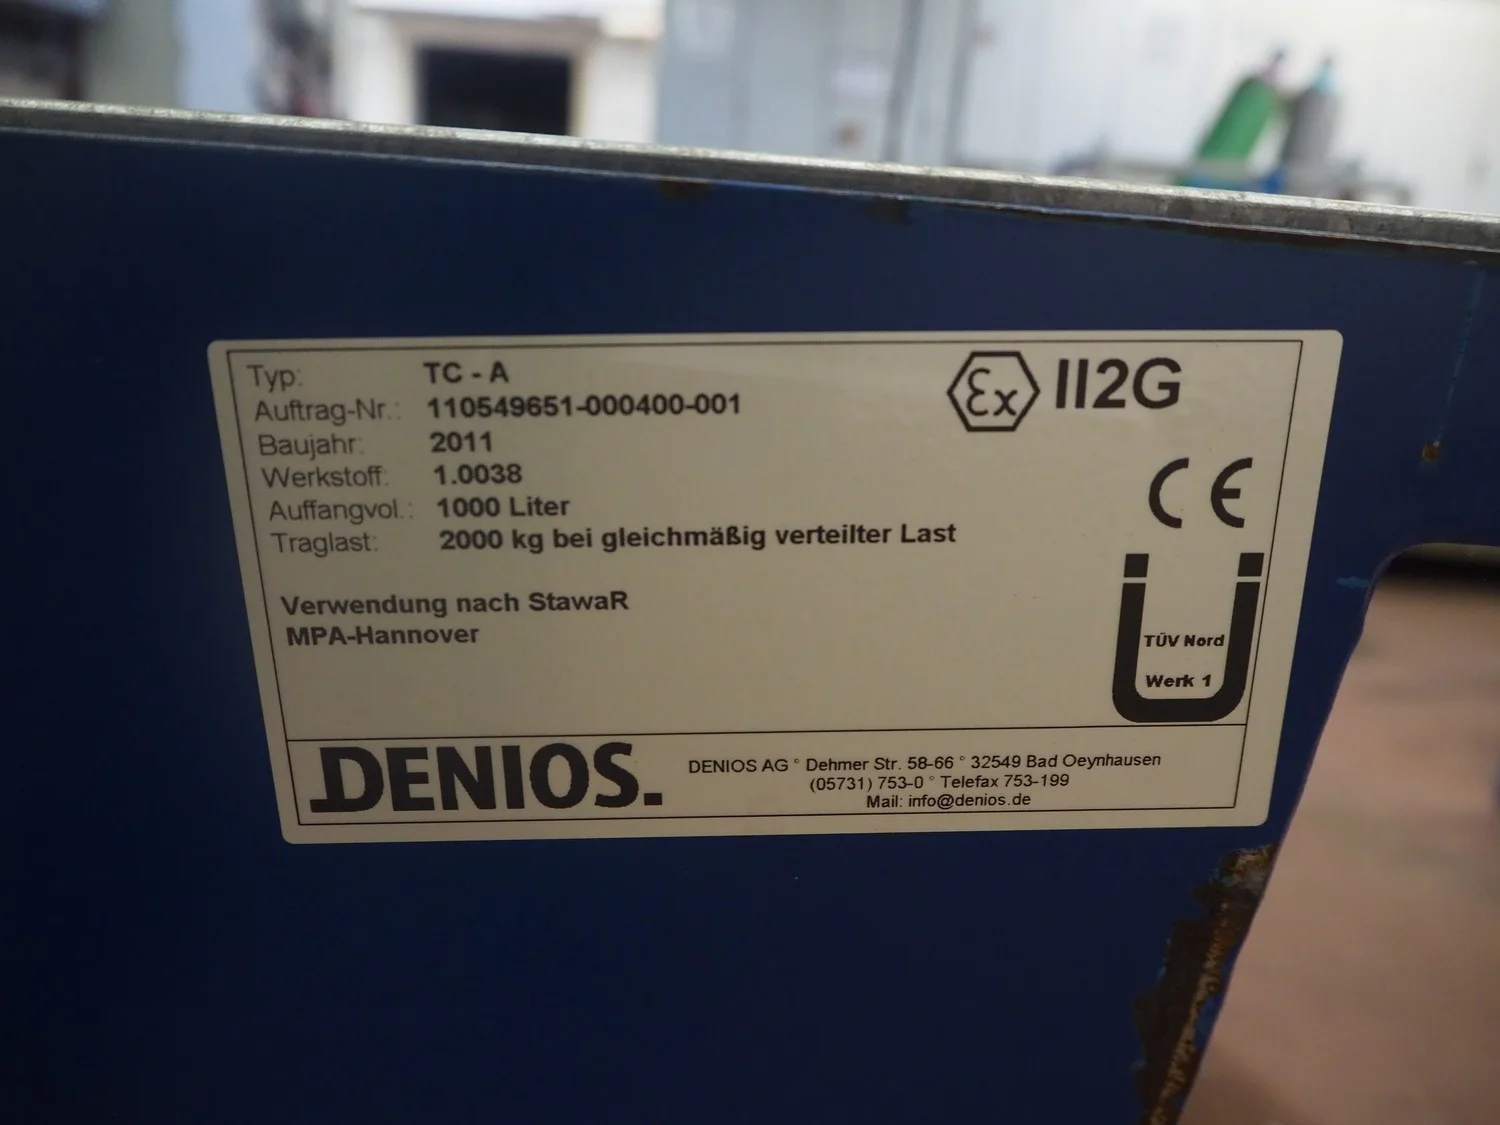 Typ: TC - A
Auftrag-Nr.: 110549651-000400-001
Baujahr: 2011
Werkstoff: 1.0038
Auffangvol.: 1000 Liter
Traglast: 2000 kg bei gleichmäßig verteilter Last
Verwendung nach StawaR
MPA-Hannover
Ex II2G
CE
Ü
TÜV Nord
Werk 1
DENIOS.
DENIOS AG ° Dehmer Str. 58-66 ° 32549 Bad Oeynhausen
(05731) 753-0 ° Telefax 753-199
Mail: info@denios.de